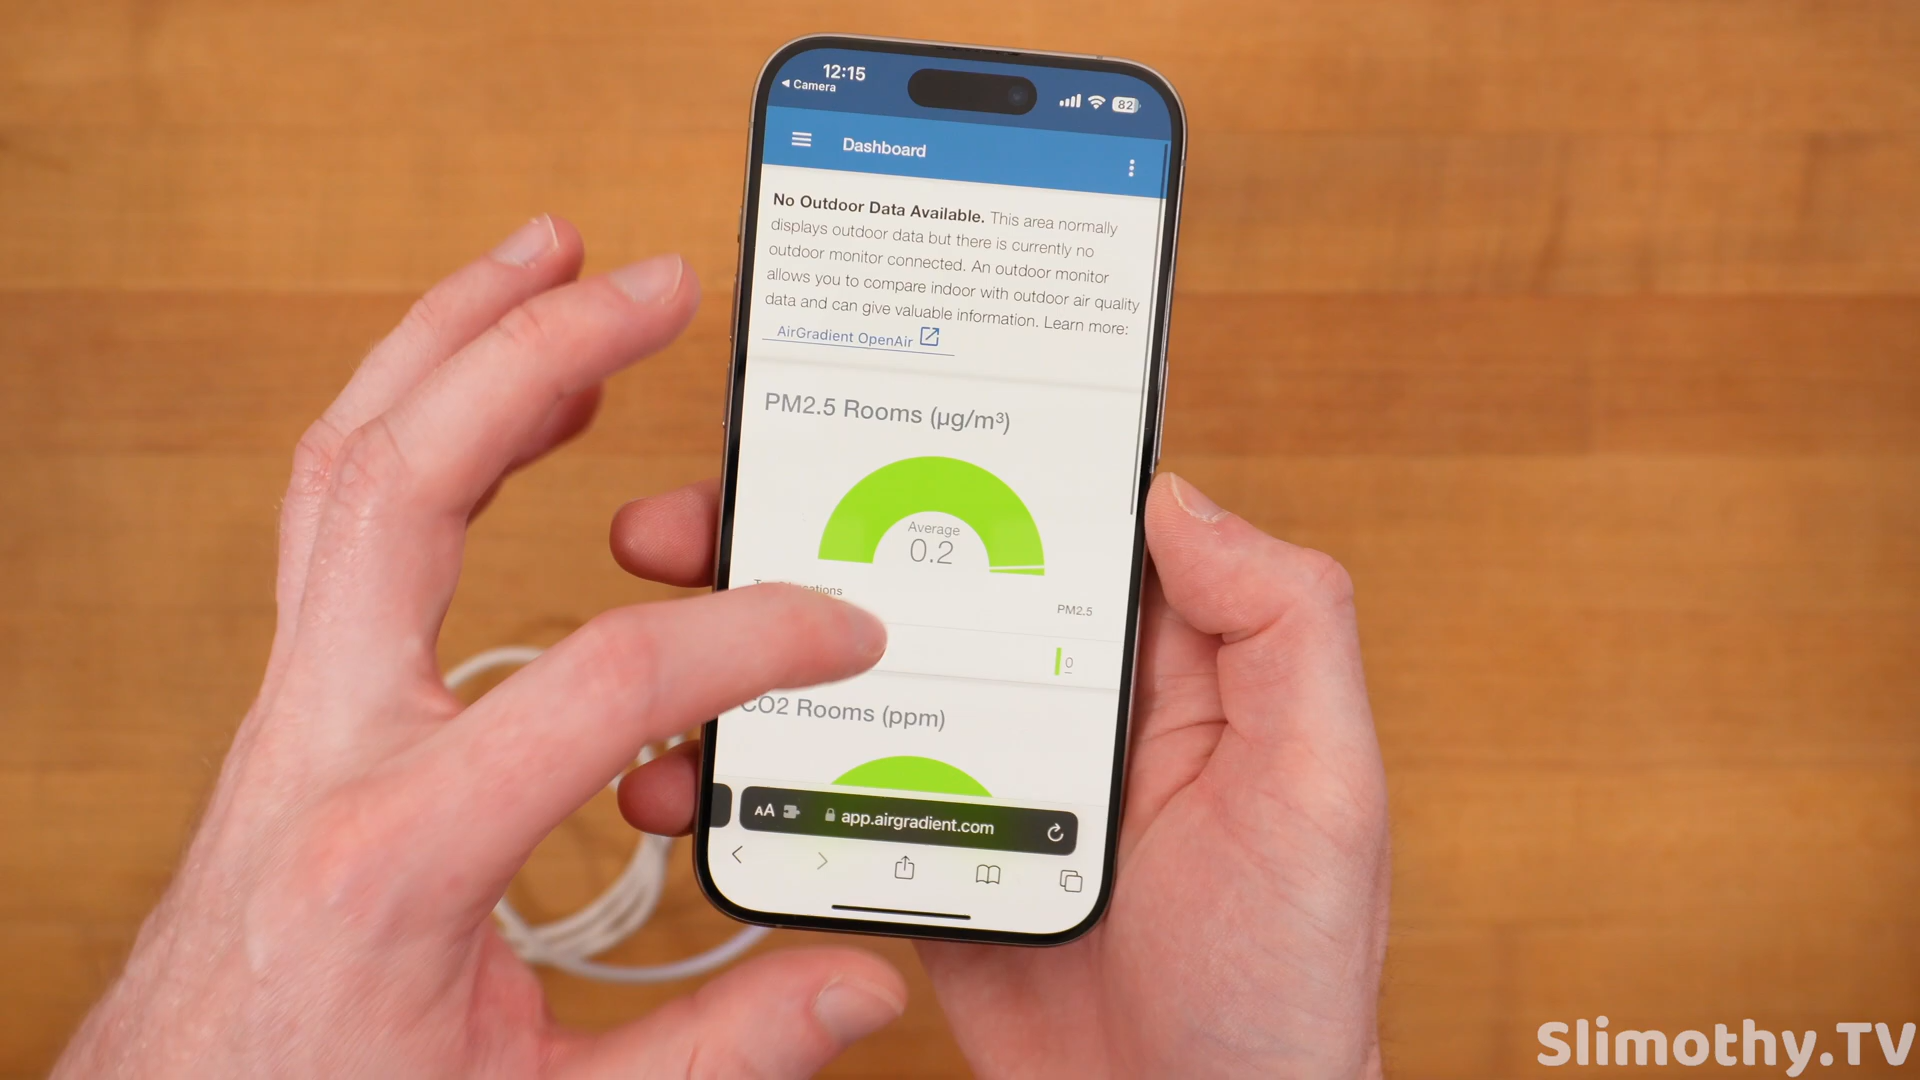 12:15
Camera
82
Dashboard
No Outdoor Data Available. This area normally
displays outdoor data but there is currently no
outdoor monitor connected. An outdoor monitor
allows you to compare indoor with outdoor air quality
data and can give valuable information. Learn more:
AirGradient OpenAir
PM2.5 Rooms (μg/m³)
Average
0.2
PM2.5
0
CO2 Rooms (ppm)
AA
app.airgradient.com
Slimothy.TV